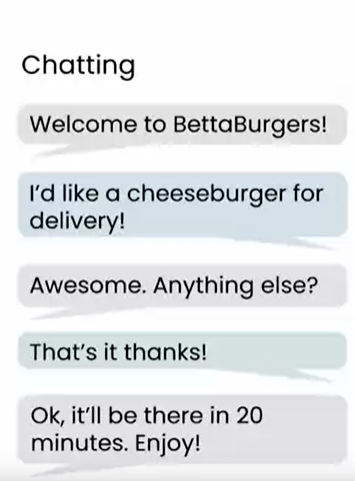 Chatting
Welcome to BettaBurgers!
I'd like a cheeseburger for
delivery!
Awesome. Anything else?
That's it thanks!
Ok, it'll be there in 20
minutes. Enjoy!